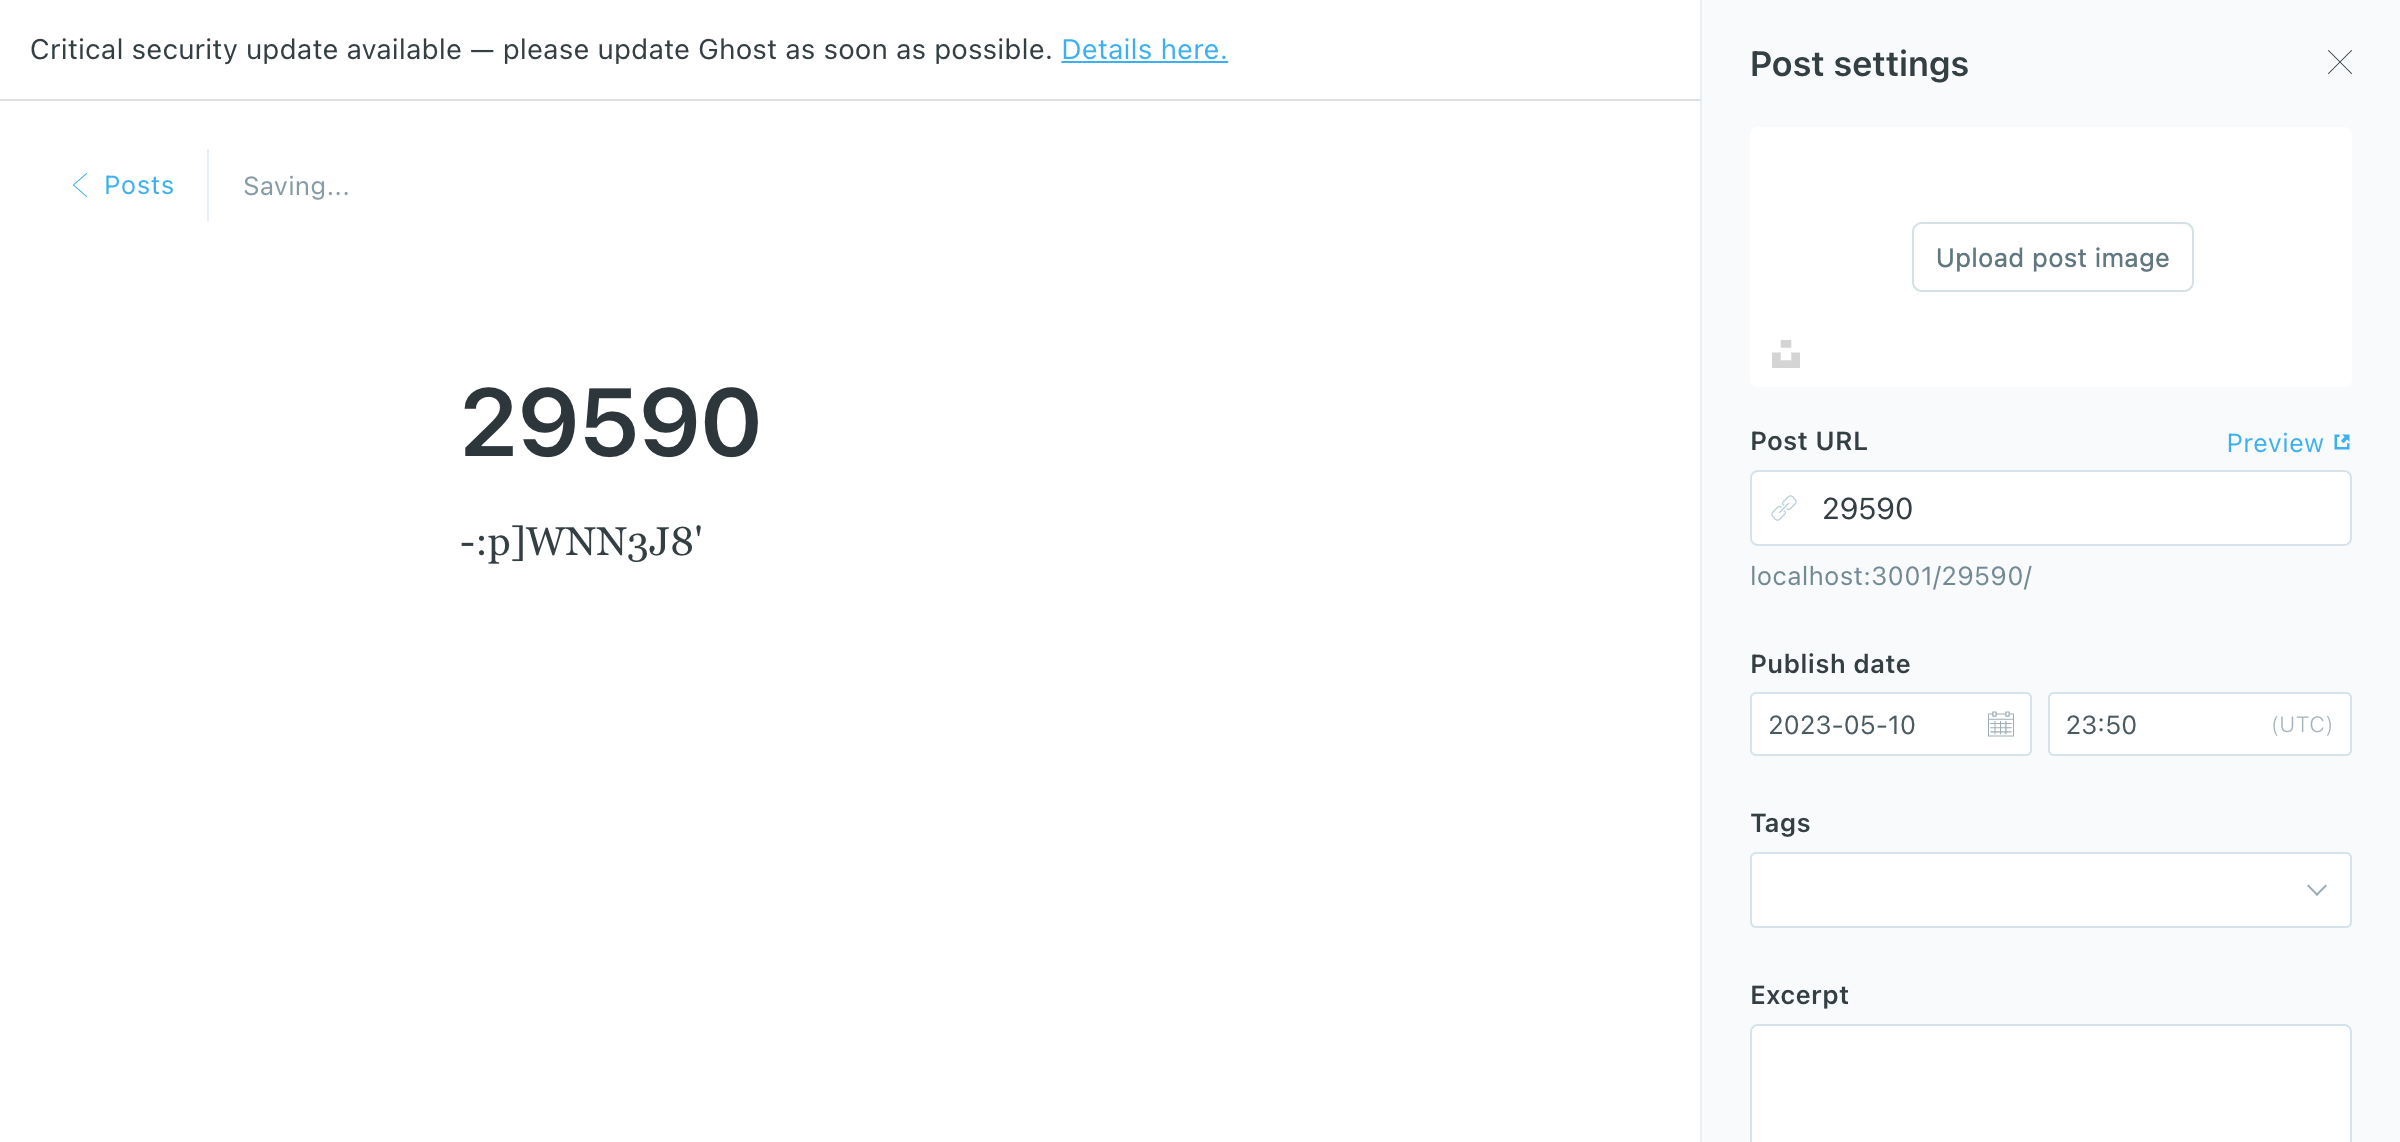 Critical security update available — please update Ghost as soon as possible. Details here.
Posts
Saving...
29590
-:p]WNN3J8'
Post settings
Upload post image
Post URL
Preview
29590
localhost:3001/29590/
Publish date
2023-05-10
23:50
(UTC)
Tags
Excerpt